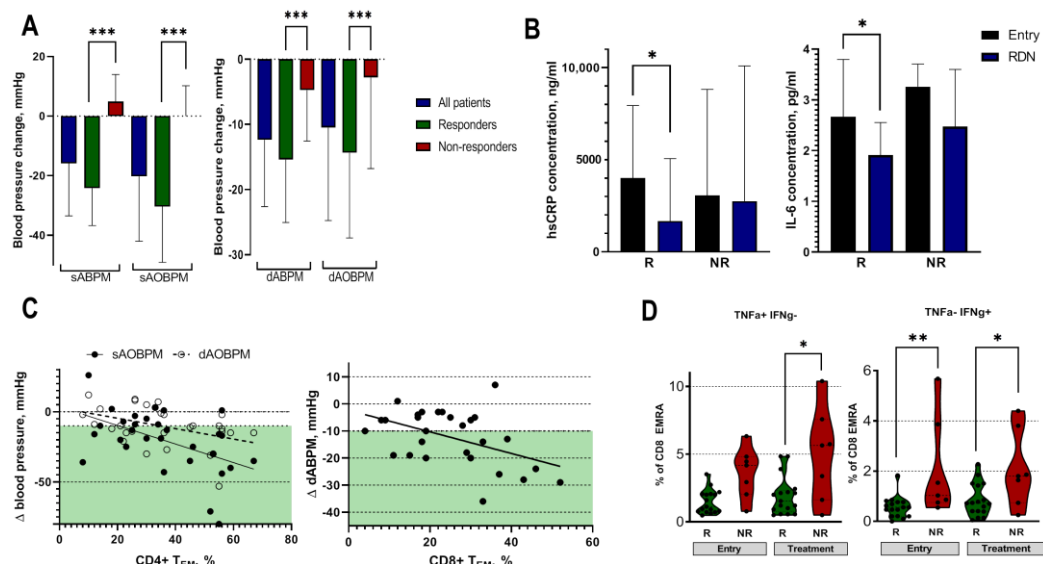 A
***
***
Blood pressure change, mmHg
20
0
-20
-40
sABPM
sAOBPM
***
***
Blood pressure change, mmHg
0
-10
-20
-30
dABPM
dAOBPM
All patients
Responders
Non-responders
B
*
hsCRP concentration, ng/ml
10,000
5000
0
R
NR
*
IL-6 concentration, pg/ml
4
3
2
1
0
R
NR
Entry
RDN
C
sAOBPM
dAOBPM
Δ blood pressure, mmHg
0
-50
0
20
40
60
80
CD4+ TEM, %
Δ dABPM, mmHg
10
0
-10
-20
-30
-40
0
20
40
60
CD8+ TEM, %
D
TNFa+ IFNg-
*
% of CD8 EMRA
10
5
0
R
NR
R
NR
Entry
Treatment
TNFa- IFNg+
**
*
% of CD8 EMRA
6
4
2
0
R
NR
R
NR
Entry
Treatment